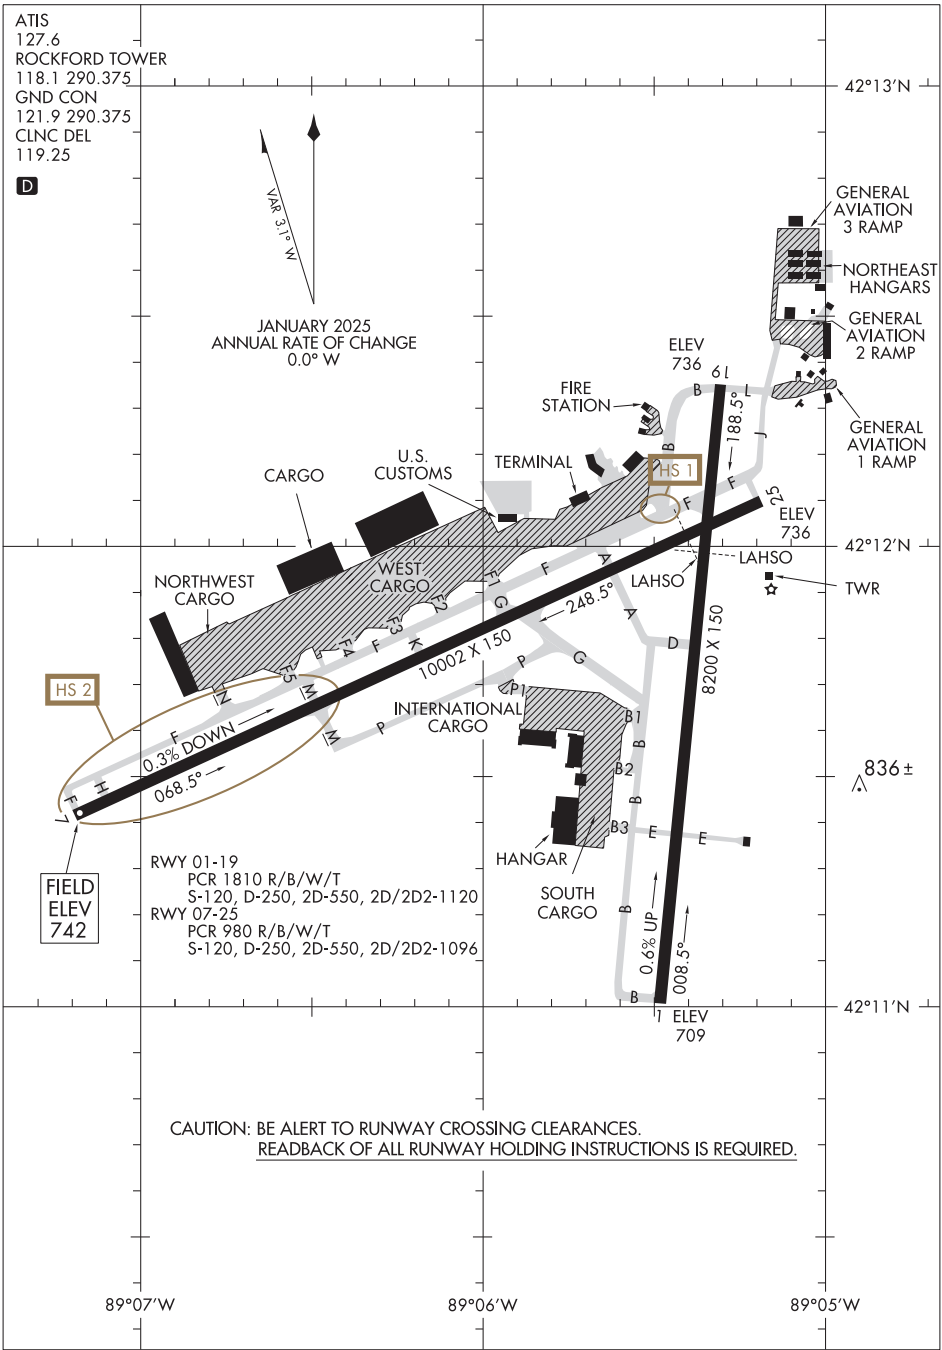 ATIS
127.6
ROCKFORD TOWER
118.1 290.375
GND CON
121.9 290.375
CLNC DEL
119.25
D
42°13'N
VAR 3.1° W
JANUARY 2025
ANNUAL RATE OF CHANGE
0.0° W
GENERAL
AVIATION
3 RAMP
NORTHEAST
HANGARS
GENERAL
AVIATION
2 RAMP
GENERAL
AVIATION
1 RAMP
ELEV
736
19
B
L
188.5°
J
FIRE
STATION
B
HS 1
F
F
25
ELEV
736
TERMINAL
U.S.
CUSTOMS
CARGO
42°12'N
LAHSO
LAHSO
TWR
NORTHWEST
CARGO
WEST
CARGO
F1
G
F
A
A
D
F2
F3
F4
F5
F
K
248.5°
10002 X 150
8200 X 150
P
G
P
P1
M
M
N
HS 2
F
0.3% DOWN
068.5°
H
F
7
INTERNATIONAL
CARGO
B1
B
B2
B
B3
E
E
836±
HANGAR
SOUTH
CARGO
B
0.6% UP
008.5°
B
1
ELEV
709
FIELD
ELEV
742
RWY 01-19
PCR 1810 R/B/W/T
S-120, D-250, 2D-550, 2D/2D2-1120
RWY 07-25
PCR 980 R/B/W/T
S-120, D-250, 2D-550, 2D/2D2-1096
42°11'N
CAUTION: BE ALERT TO RUNWAY CROSSING CLEARANCES.
READBACK OF ALL RUNWAY HOLDING INSTRUCTIONS IS REQUIRED.
89°07'W
89°06'W
89°05'W